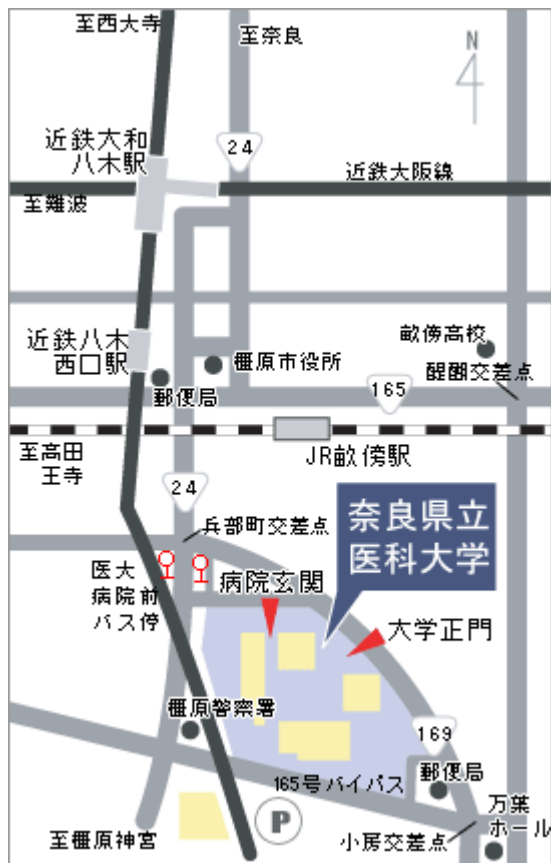 至西大寺
至奈良
N
近鉄大和
八木駅
24
近鉄大阪線
至難波
近鉄八木
西口駅
橿原市役所
畝傍高校
郵便局
165
醍醐交差点
至高田
王寺
JR畝傍駅
24
兵部町交差点
奈良県立
医科大学
医大
病院前
バス停
病院玄関
大学正門
橿原警察署
169
165号バイパス
郵便局
P
万葉
ホール
至橿原神宮
小房交差点